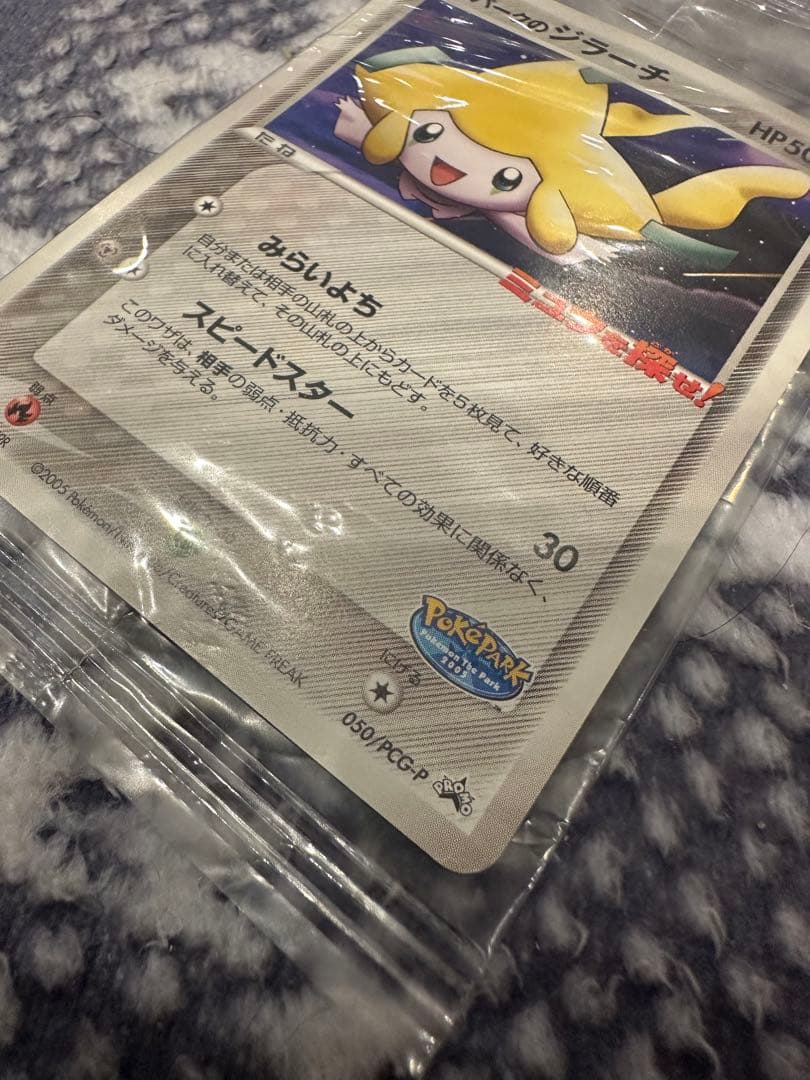 パークのジラーチ
HP50
たね
ミュウを探せ!
みらいよち
自分または相手の山札の上からカードを5枚見て、好きな順番
に入れ替えて、その山札の上にもどす。
スピードスター
30
このワザは、相手の弱点・抵抗力・すべての効果に関係なく、
ダメージを与える。
弱点
にげる
POKÉPARK
Pokémon The Park
2005
©2005 Pokémon/Creatures/GAME FREAK
050/PCG-P
PROMO